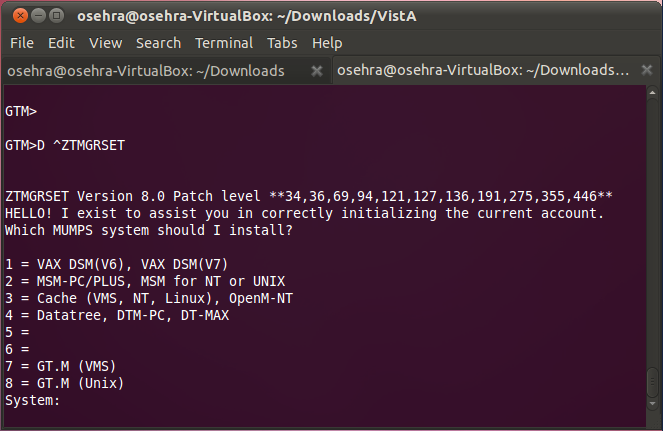 osehra@osehra-VirtualBox: ~/Downloads/VistA
File Edit View Search Terminal Tabs Help
osehra@osehra-VirtualBox: ~/Downloads
osehra@osehra-VirtualBox: ~/Downloads...
GTM>
GTM>D ^ZTMGRSET
ZTMGRSET Version 8.0 Patch level **34,36,69,94,121,127,136,191,275,355,446**
HELLO! I exist to assist you in correctly initializing the current account.
Which MUMPS system should I install?
1 = VAX DSM(V6), VAX DSM(V7)
2 = MSM-PC/PLUS, MSM for NT or UNIX
3 = Cache (VMS, NT, Linux), OpenM-NT
4 = Datatree, DTM-PC, DT-MAX
5 =
6 =
7 = GT.M (VMS)
8 = GT.M (Unix)
System: